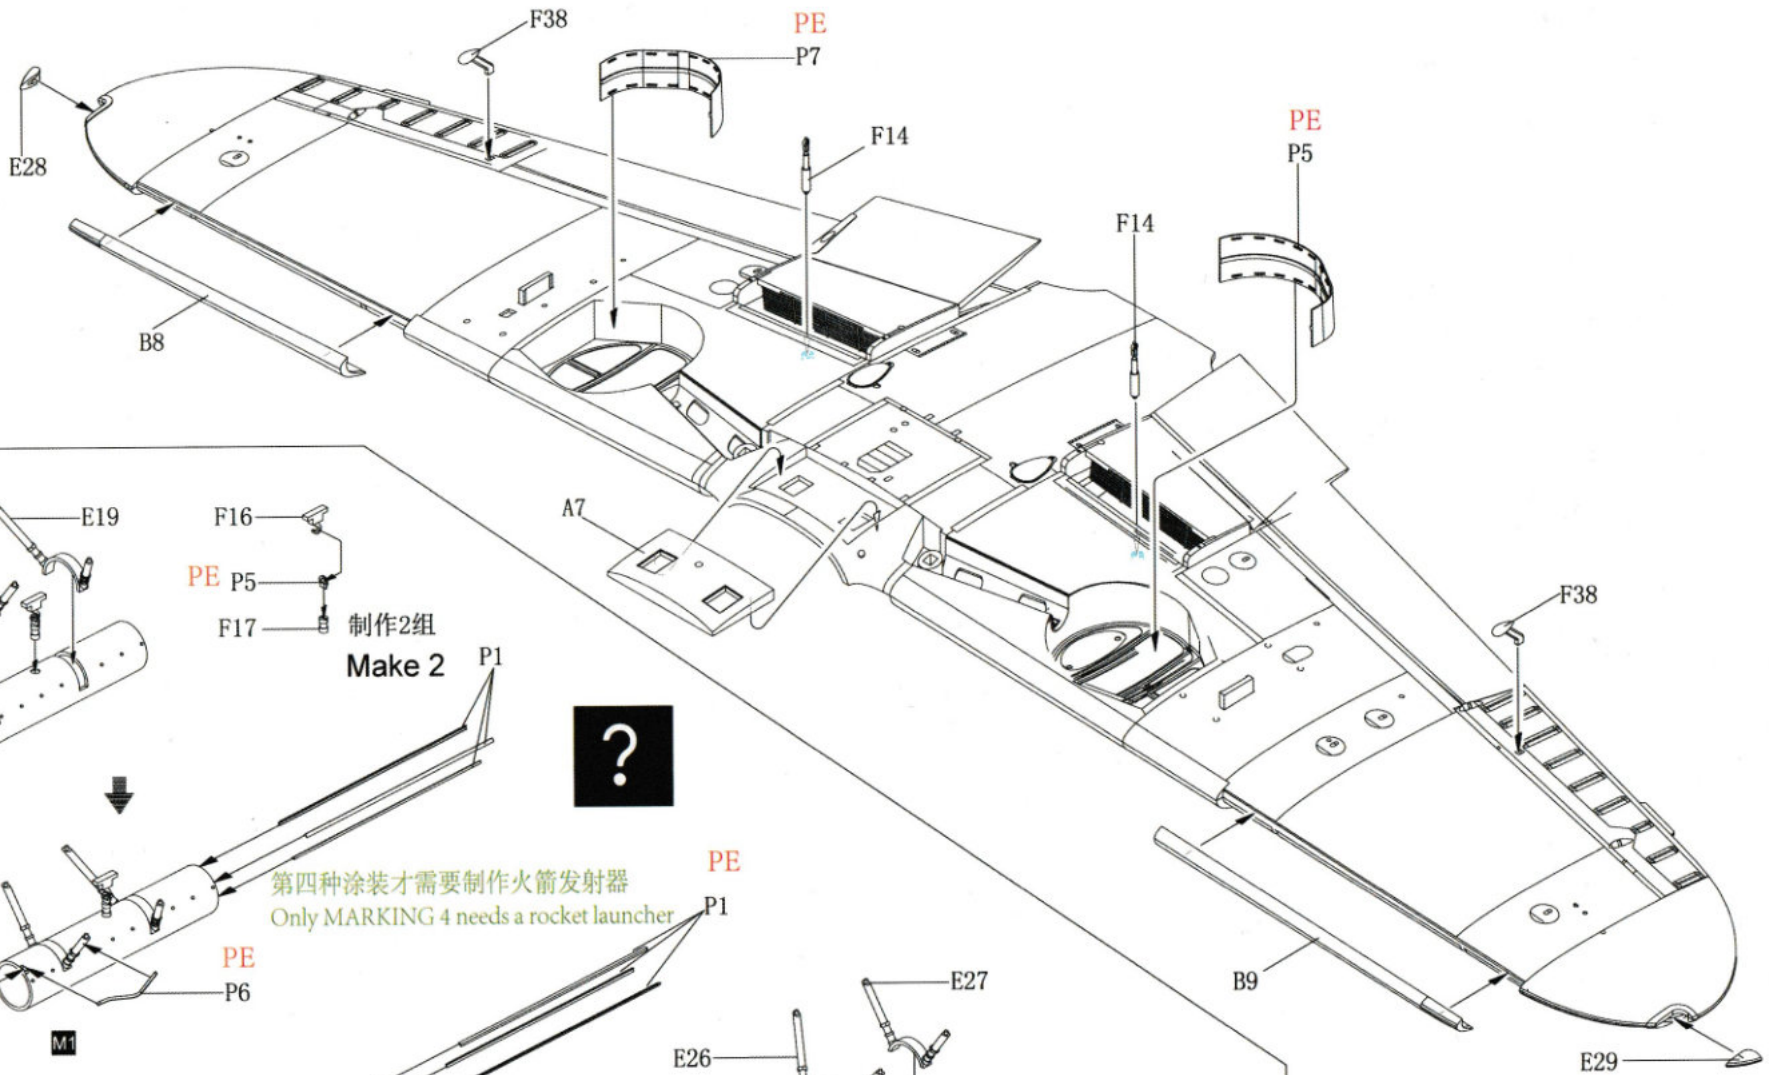 F38
PE
P7
E28
F14
PE
P5
F14
B8
A7
E19
F16
PE P5
F17
制作2组
Make 2
P1
?
F38
第四种涂装才需要制作火箭发射器
Only MARKING 4 needs a rocket launcher
PE
P1
PE
P6
M1
E27
E26
B9
E29